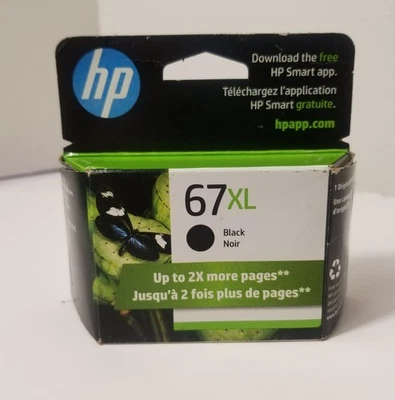 hp
Download the free
HP Smart app.
Téléchargez l'application
HP Smart gratuite.
hpapp.com
67XL
Black
Noir
Up to 2X more pages**
Jusqu'à 2 fois plus de pages**